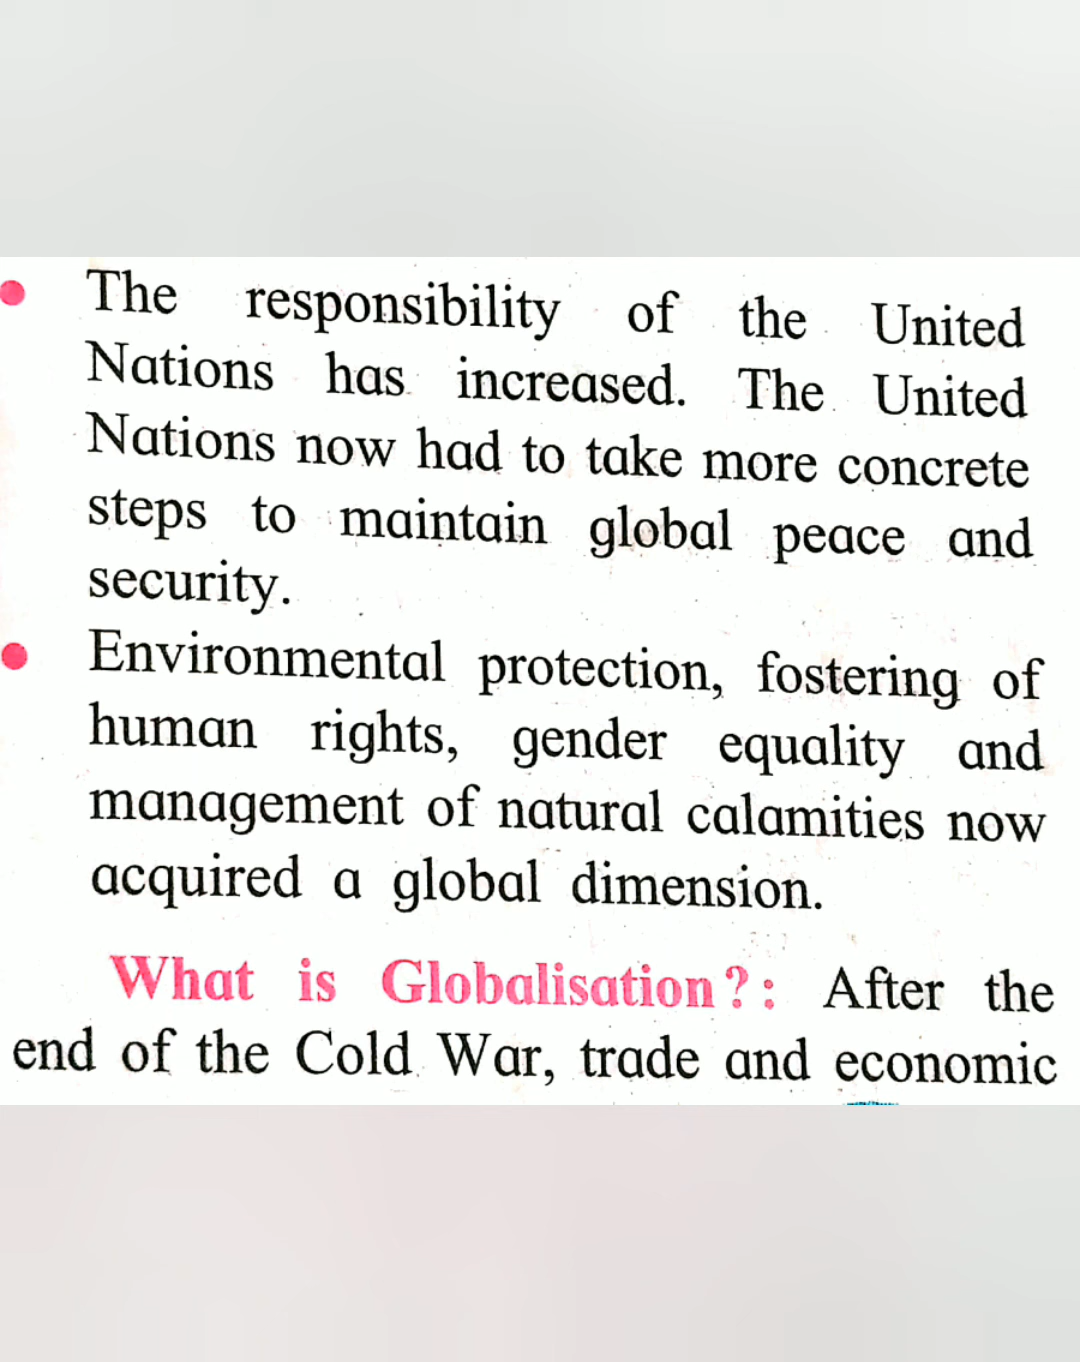 • The responsibility of the United
Nations has increased. The United
Nations now had to take more concrete
steps to maintain global peace and
security.
• Environmental protection, fostering of
human rights, gender equality and
management of natural calamities now
acquired a global dimension.
What is Globalisation?: After the
end of the Cold War, trade and economic